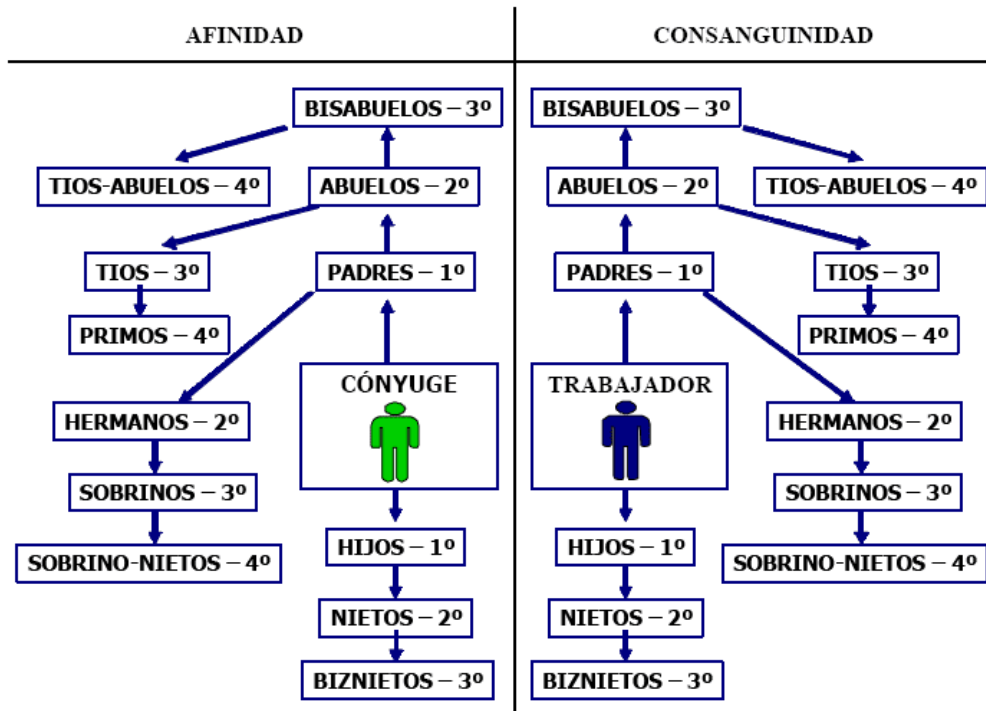 AFINIDAD
CONSANGUINIDAD
BISABUELOS – 3º
BISABUELOS – 3º
TIOS-ABUELOS – 4º
ABUELOS – 2º
ABUELOS – 2º
TIOS-ABUELOS – 4º
TIOS – 3º
PADRES – 1º
PADRES – 1º
TIOS – 3º
PRIMOS – 4º
PRIMOS – 4º
CÓNYUGE
TRABAJADOR
HERMANOS – 2º
HERMANOS – 2º
SOBRINOS – 3º
SOBRINOS – 3º
HIJOS – 1º
HIJOS – 1º
SOBRINO-NIETOS – 4º
SOBRINO-NIETOS – 4º
NIETOS – 2º
NIETOS – 2º
BIZNIETOS – 3º
BIZNIETOS – 3º